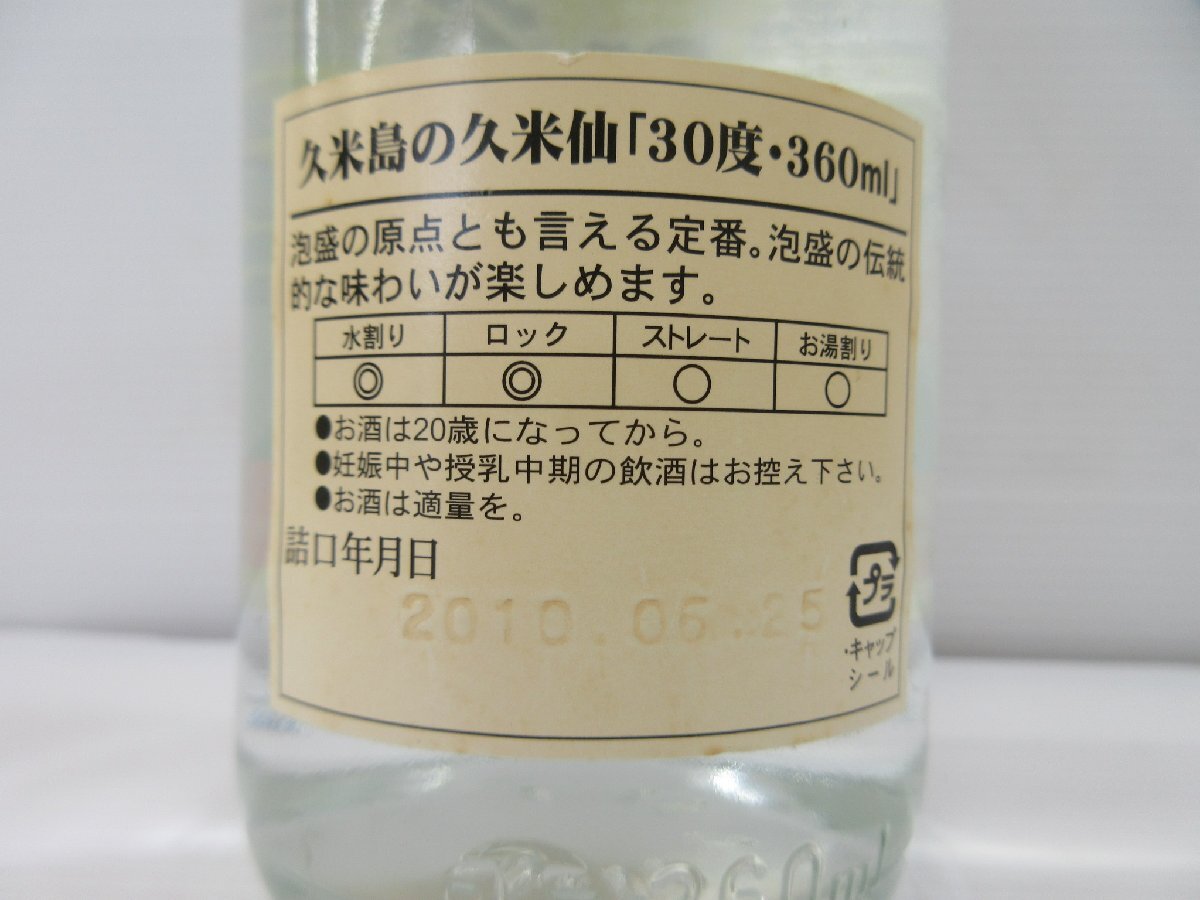 久米島の久米仙「30度・360ml」
泡盛の原点とも言える定番。泡盛の伝統
的な味わいが楽しめます。
水割り ロック ストレート お湯割り
◎ ◎ ○ ○
●お酒は20歳になってから。
●妊娠中や授乳中期の飲酒はお控え下さい。
●お酒は適量を。
詰口年月日
2010.06.25
プラ
・キャップ
シール
360ml